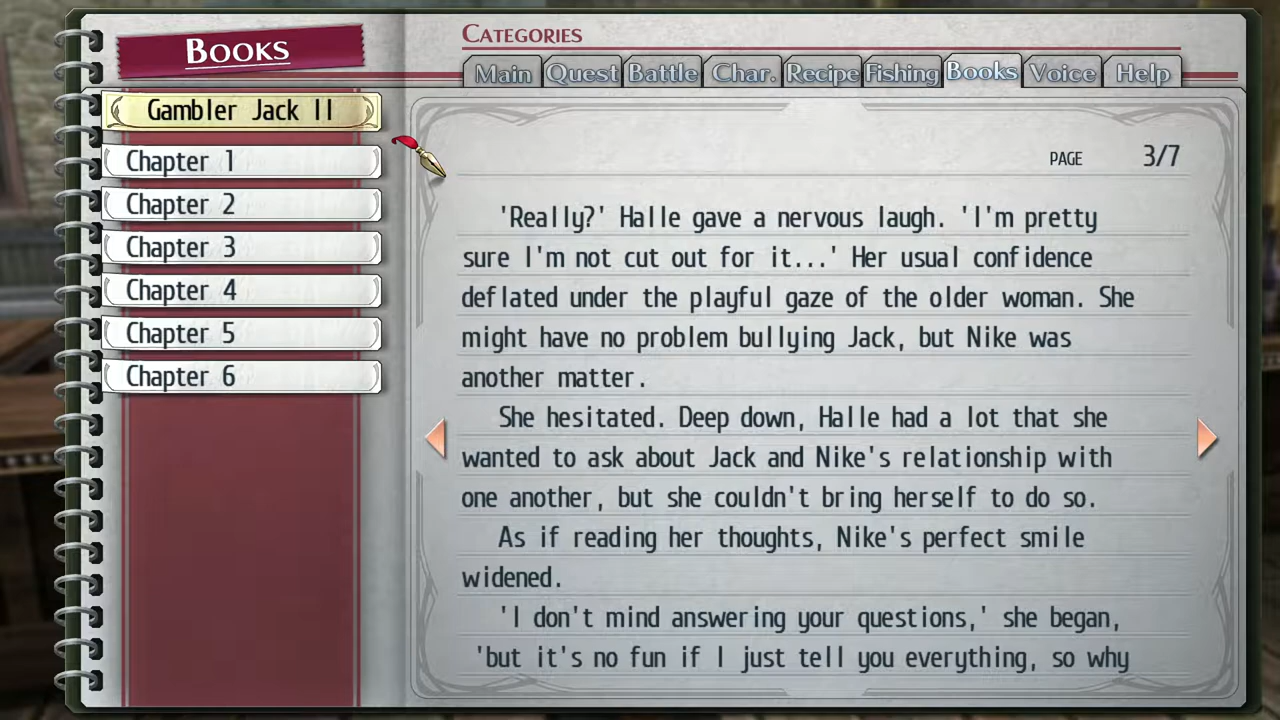 BOOKS
CATEGORIES
Main Quest Battle Char. Recipe Fishing Books Voice Help
Gambler Jack II
Chapter 1
Chapter 2
Chapter 3
Chapter 4
Chapter 5
Chapter 6
PAGE 3/7
'Really?' Halle gave a nervous laugh. 'I'm pretty
sure I'm not cut out for it...' Her usual confidence
deflated under the playful gaze of the older woman. She
might have no problem bullying Jack, but Nike was
another matter.
She hesitated. Deep down, Halle had a lot that she
wanted to ask about Jack and Nike's relationship with
one another, but she couldn't bring herself to do so.
As if reading her thoughts, Nike's perfect smile
widened.
'I don't mind answering your questions,' she began,
'but it's no fun if I just tell you everything, so why